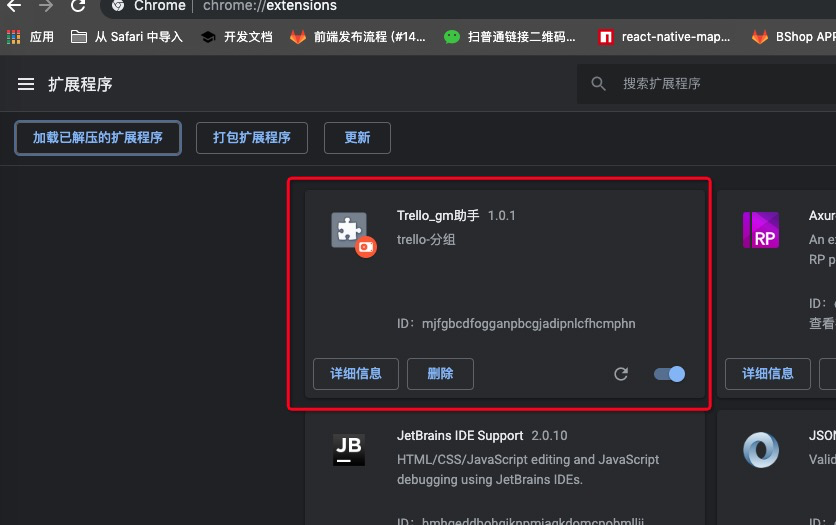 Chrome | chrome://extensions
应用 从 Safari 中导入 开发文档 前端发布流程 (#14... 扫普通链接二维码... react-native-map... BShop APP
扩展程序 搜索扩展程序
加载已解压的扩展程序 打包扩展程序 更新
Trello_gm助手 1.0.1
trello-分组
ID：mjfgbcdfogganpbcgjadipnlcfhcmphn
详细信息 删除
RP
Axur
An ex
RP p
ID：
查看
详细信息
JB
JetBrains IDE Support 2.0.10
HTML/CSS/JavaScript editing and JavaScript
debugging using JetBrains IDEs.
JSO
Valid